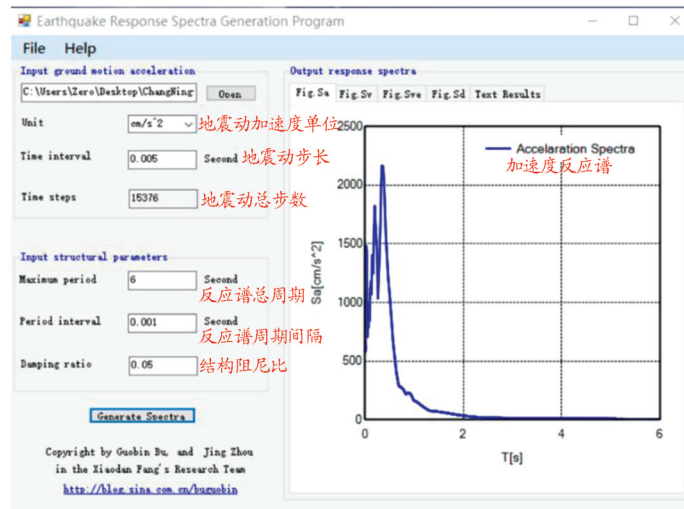 Earthquake Response Spectra Generation Program
File Help
Input ground motion acceleration
C:\Users\Zero\Desktop\ChangNing Open
Unit cm/s^2 地震动加速度单位
Time interval 0.005 Second 地震动步长
Time steps 15376 地震动总步数
Input structural parameters
Maximum period 6 Second
反应谱总周期
Period interval 0.001 Second
反应谱周期间隔
Damping ratio 0.05 结构阻尼比
Generate Spectra
Copyright by Guobin Bu, and Jing Zhou
in the Xiaodan Fang's Research Team
http://blog.sina.com.cn/buguobin
Output response spectra
Fig.Sa Fig.Sv Fig.Sve Fig.Sd Text Results
Accelaration Spectra
加速度反应谱
Sa[cm/s^2]
2500
2000
1500
1000
500
0
0 2 4 6
T[s]